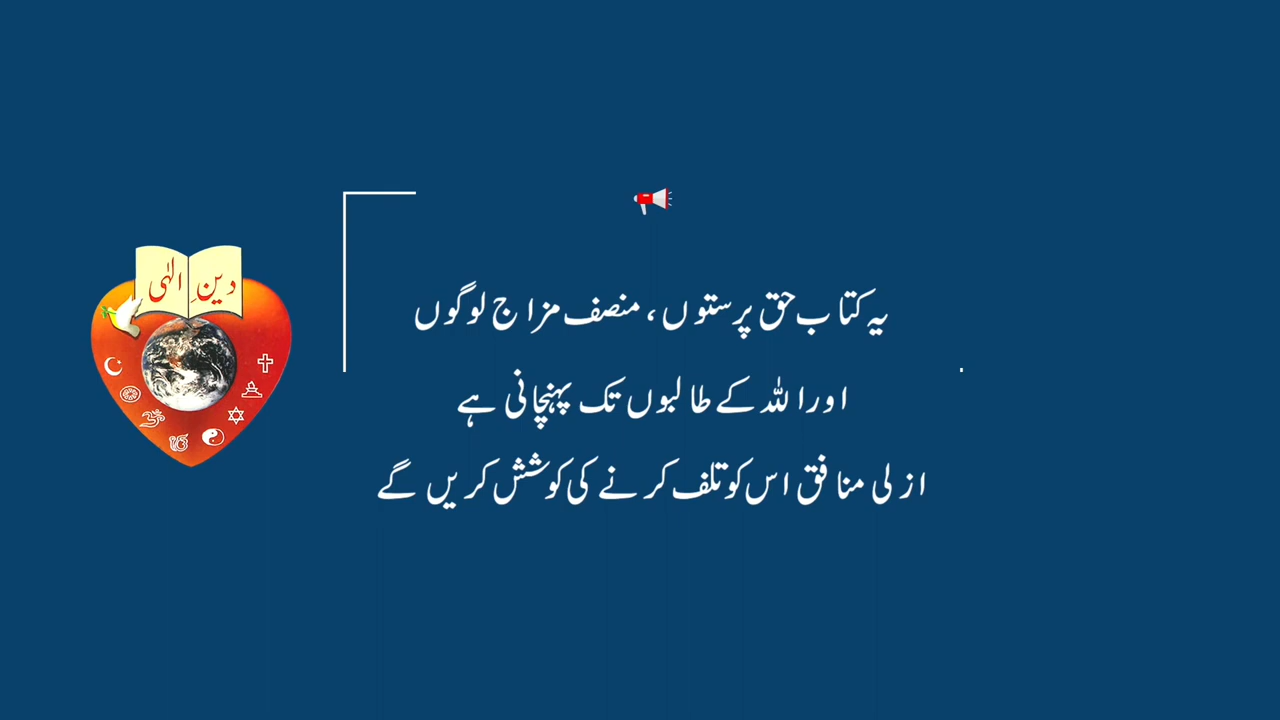 دینِ الٰہی
یہ کتاب حق پرستوں، منصف مزاج لوگوں
اور اللہ کے طالبوں تک پہنچانی ہے
ازلی منافق اس کو تلف کرنے کی کوشش کریں گے